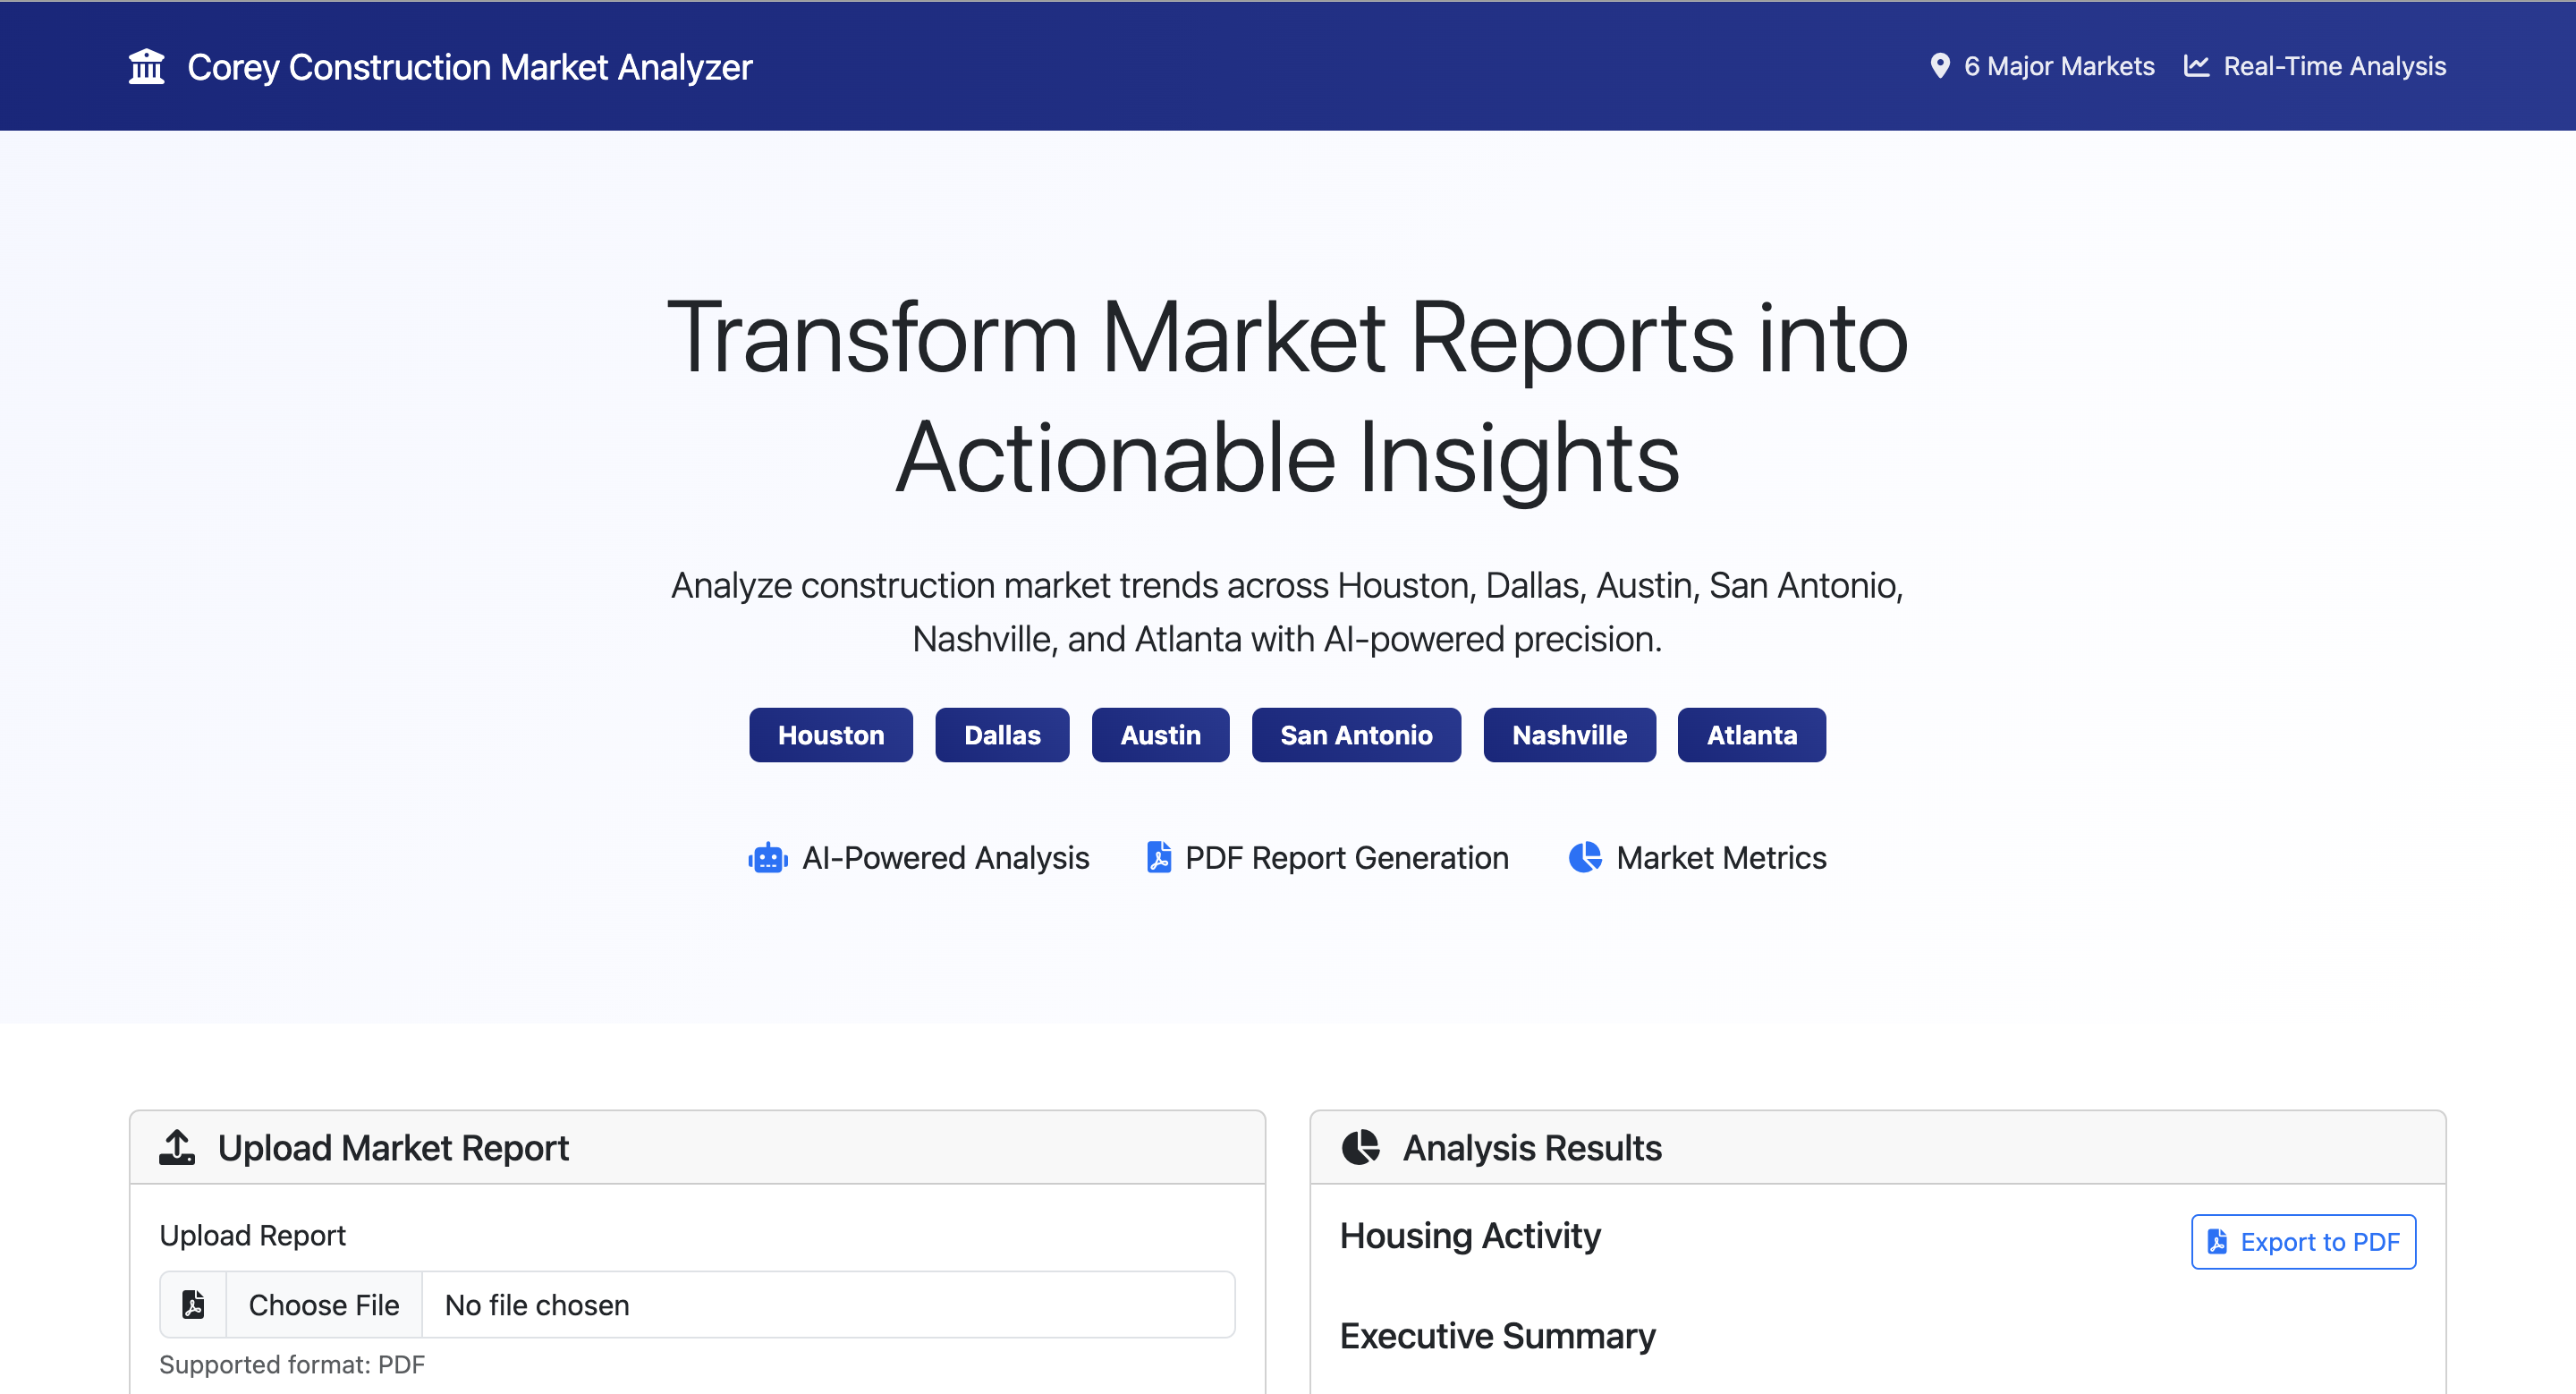 Corey Construction Market Analyzer
6 Major Markets
Real-Time Analysis
Transform Market Reports into
Actionable Insights
Analyze construction market trends across Houston, Dallas, Austin, San Antonio,
Nashville, and Atlanta with AI-powered precision.
Houston
Dallas
Austin
San Antonio
Nashville
Atlanta
AI-Powered Analysis
PDF Report Generation
Market Metrics
Upload Market Report
Upload Report
Choose File
No file chosen
Supported format: PDF
Analysis Results
Housing Activity
Export to PDF
Executive Summary